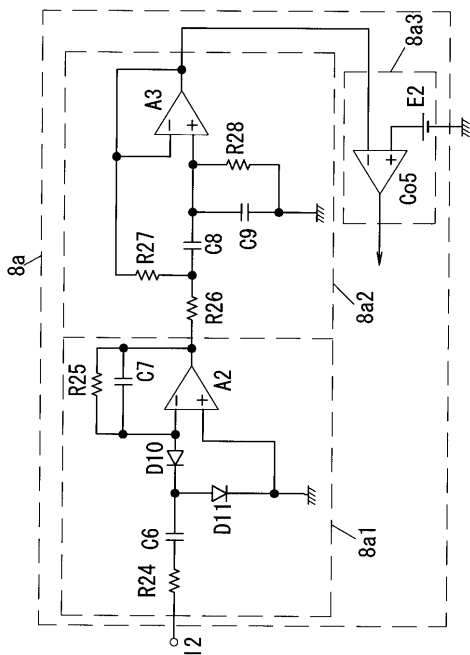 8a
R25
C7
R24
C6
D10
D11
A2
I2
8a1
R26
R27
C8
C9
R28
A3
8a2
Co5
E2
8a3
−
+
−
+
−
+